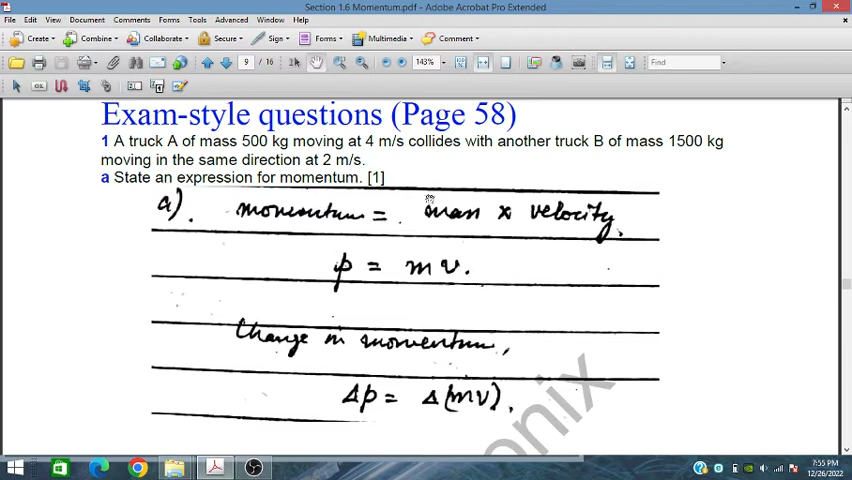 Section 1.6 Momentum.pdf - Adobe Acrobat Pro Extended
File Edit View Document Comments Forms Tools Advanced Window Help
Create Combine Collaborate Secure Sign Forms Multimedia Comment
9 / 16 143% Find
OK
Exam-style questions (Page 58)
1 A truck A of mass 500 kg moving at 4 m/s collides with another truck B of mass 1500 kg
moving in the same direction at 2 m/s.
a State an expression for momentum. [1]
a). momentum = mass x velocity.
p = mv.
Change in momentum,
Δp = Δ(mv).
onix
7:55 PM
12/26/2022